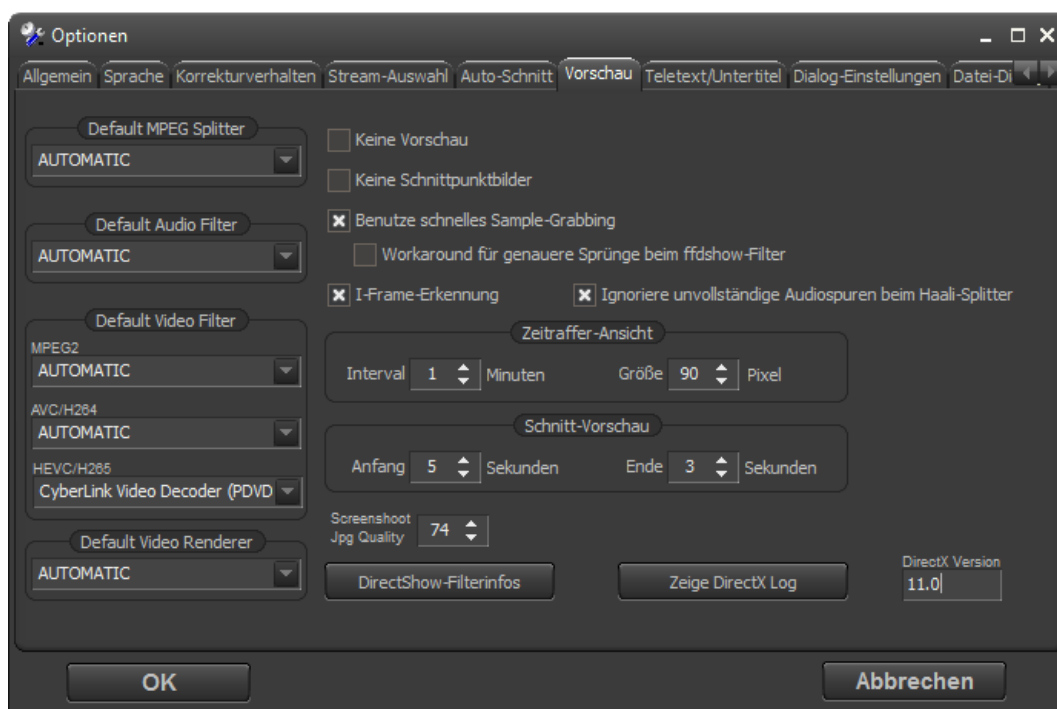 Optionen
Allgemein Sprache Korrekturverhalten Stream-Auswahl Auto-Schnitt Vorschau Teletext/Untertitel Dialog-Einstellungen Datei-Di
Default MPEG Splitter
AUTOMATIC
Default Audio Filter
AUTOMATIC
Default Video Filter
MPEG2
AUTOMATIC
AVC/H264
AUTOMATIC
HEVC/H265
CyberLink Video Decoder (PDVD
Default Video Renderer
AUTOMATIC
Keine Vorschau
Keine Schnittpunktbilder
Benutze schnelles Sample-Grabbing
Workaround für genauere Sprünge beim ffdshow-Filter
I-Frame-Erkennung Ignoriere unvollständige Audiospuren beim Haali-Splitter
Zeitraffer-Ansicht
Interval 1 Minuten Größe 90 Pixel
Schnitt-Vorschau
Anfang 5 Sekunden Ende 3 Sekunden
Screenshoot
Jpg Quality 74
DirectShow-Filterinfos Zeige DirectX Log
DirectX Version
11.0
OK Abbrechen